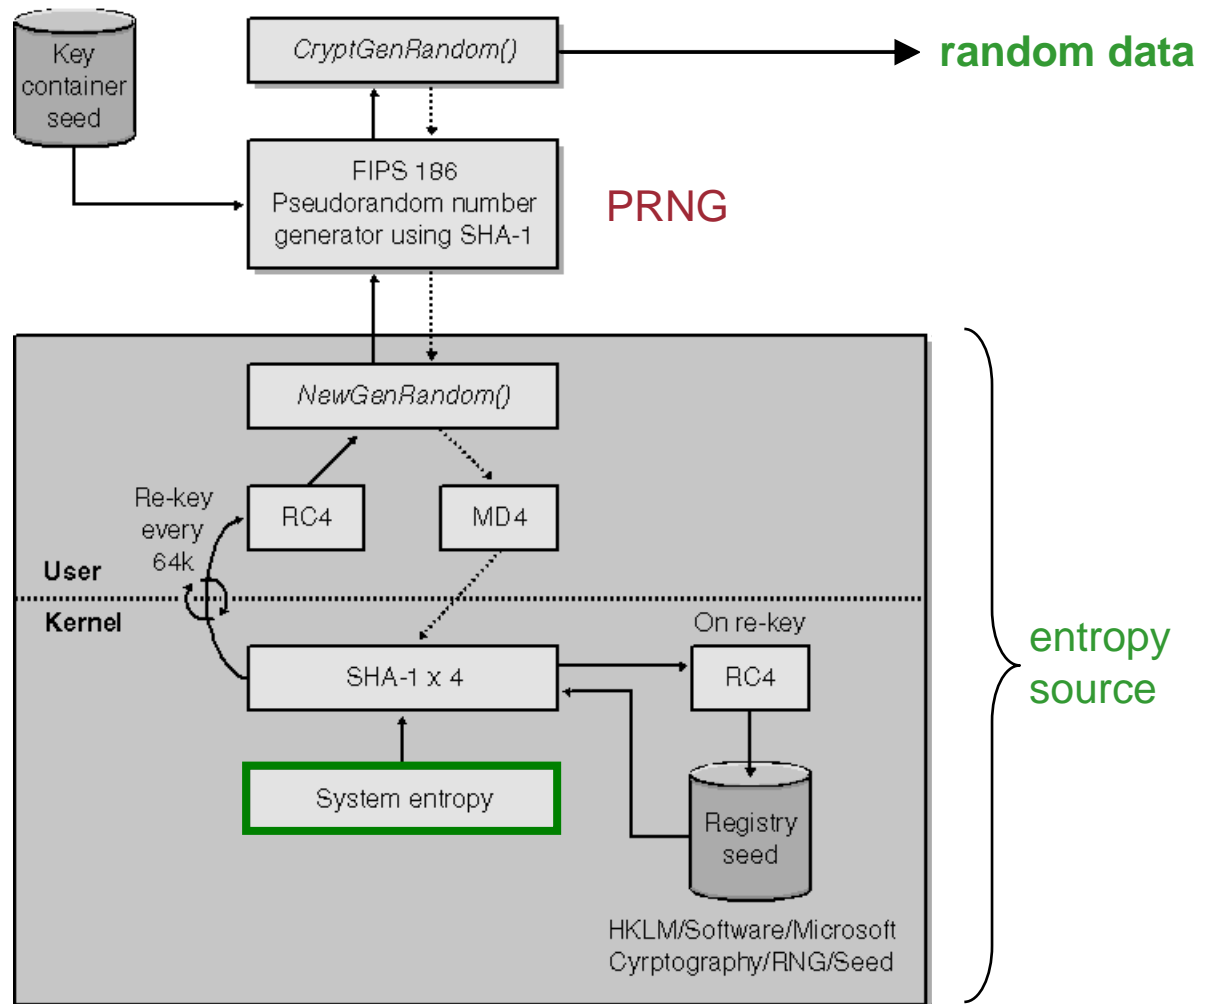 CryptGenRandom()
random data
Key
container
seed
FIPS 186
Pseudorandom number
generator using SHA-1
PRNG
NewGenRandom()
Re-key
every
64k
RC4
MD4
User
Kernel
On re-key
SHA-1 x 4
RC4
entropy
source
System entropy
Registry
seed
HKLM/Software/Microsoft
Cyrptography/RNG/Seed